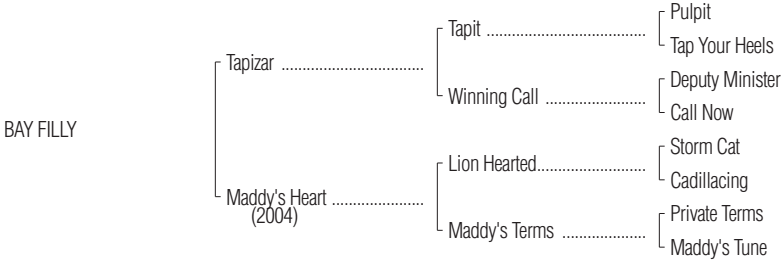 Pulpit
Tapit ....................................
Tap Your Heels
Tapizar .................................
Deputy Minister
Winning Call .......................
Call Now
BAY FILLY
Storm Cat
Lion Hearted.........................
Cadillacing
Maddy's Heart .....................
(2004)
Private Terms
Maddy's Terms ...................
Maddy's Tune